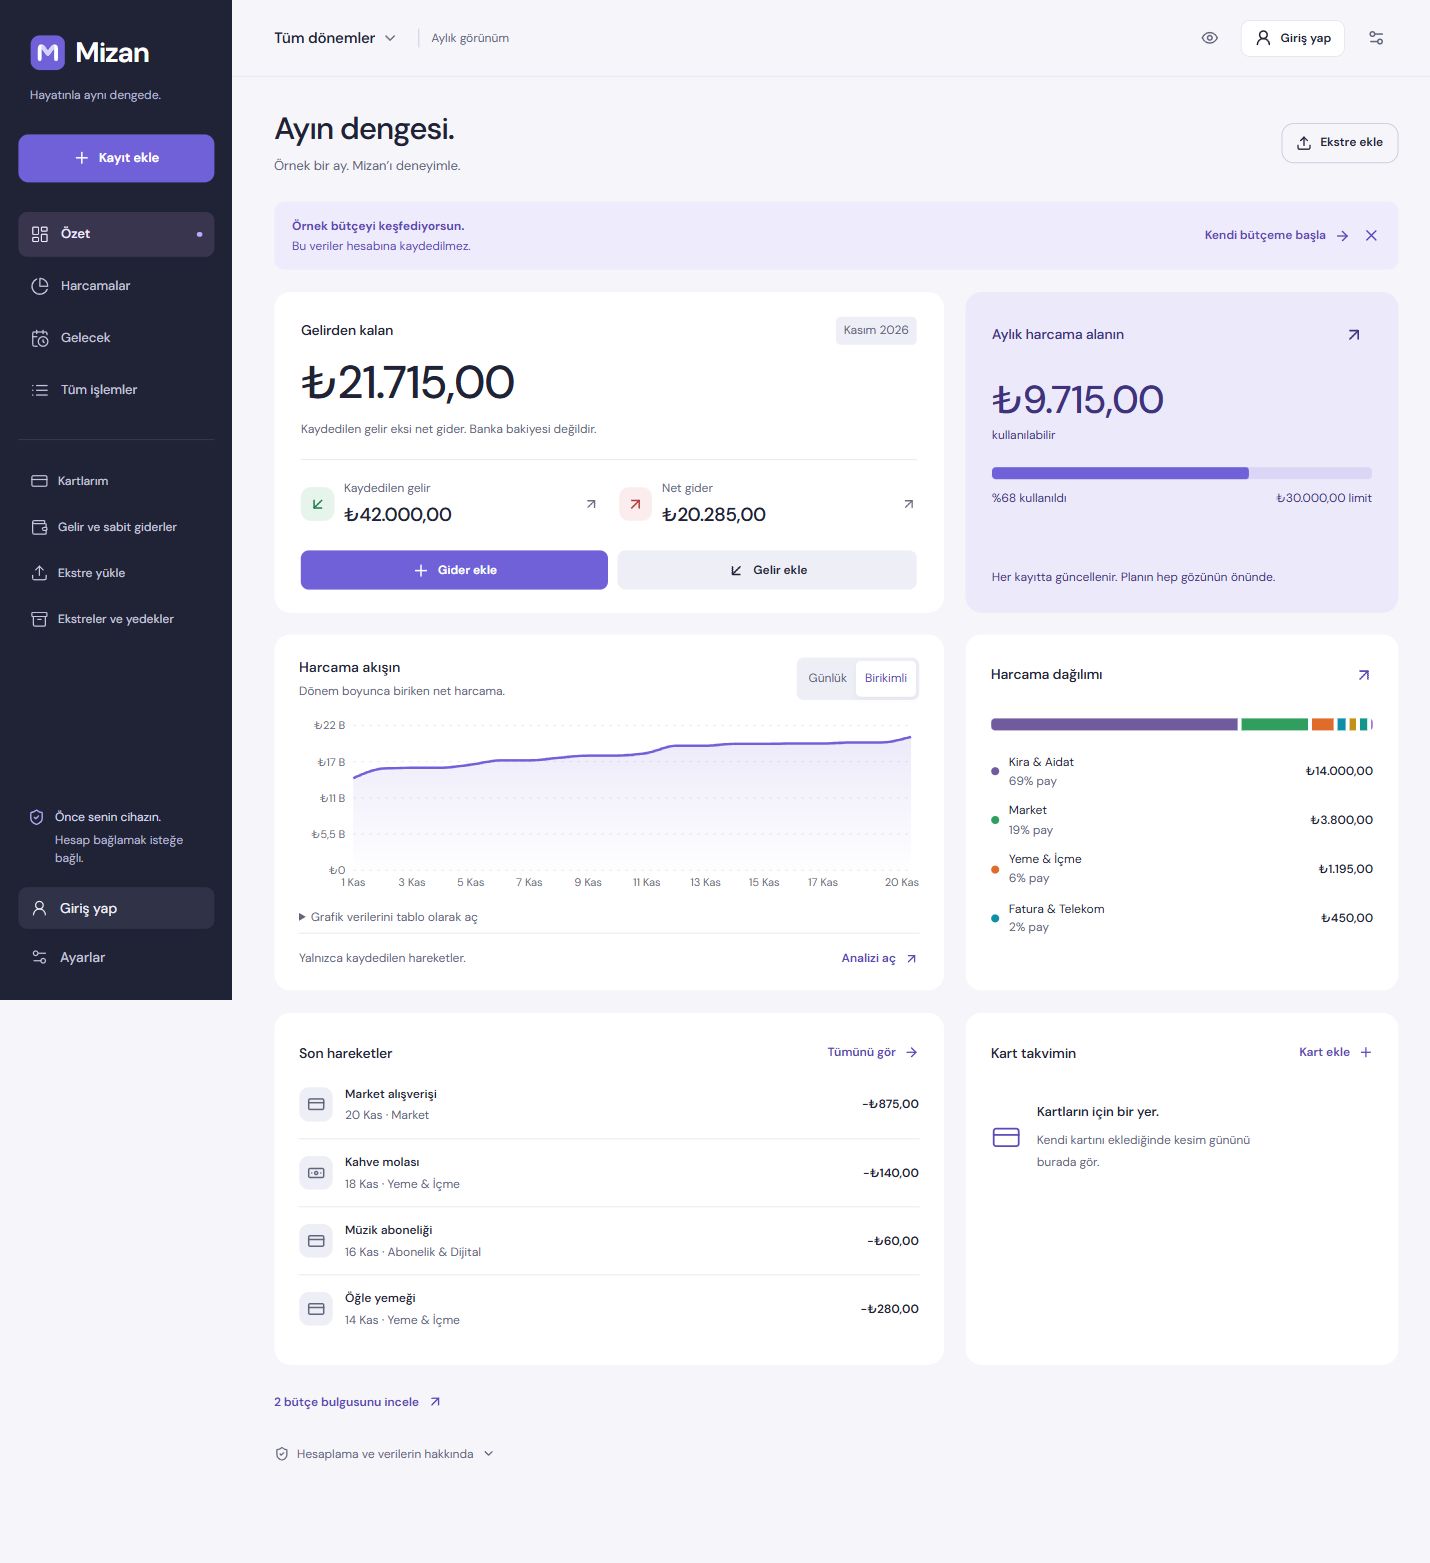 Mizan
Hayatınla aynı dengede.
Kayıt ekle
Özet
Harcamalar
Gelecek
Tüm işlemler
Kartlarım
Gelir ve sabit giderler
Ekstre yükle
Ekstreler ve yedekler
Önce senin cihazın.
Hesap bağlamak isteğe
bağlı.
Giriş yap
Ayarlar
Tüm dönemler
Aylık görünüm
Giriş yap
Ayın dengesi.
Örnek bir ay. Mizan’ı deneyimle.
Ekstre ekle
Örnek bütçeyi keşfediyorsun.
Bu veriler hesabına kaydedilmez.
Kendi bütçeme başla
Gelirden kalan
Kasım 2026
₺21.715,00
Kaydedilen gelir eksi net gider. Banka bakiyesi değildir.
Kaydedilen gelir
₺42.000,00
Net gider
₺20.285,00
Gider ekle
Gelir ekle
Aylık harcama alanın
₺9.715,00
kullanılabilir
%68 kullanıldı
₺30.000,00 limit
Her kayıtta güncellenir. Planın hep gözünün önünde.
Harcama akışın
Dönem boyunca biriken net harcama.
Günlük
Birikimli
₺22 B
₺17 B
₺11 B
₺5,5 B
₺0
1 Kas 3 Kas 5 Kas 7 Kas 9 Kas 11 Kas 13 Kas 15 Kas 17 Kas 20 Kas
Grafik verilerini tablo olarak aç
Yalnızca kaydedilen hareketler.
Analizi aç
Harcama dağılımı
Kira & Aidat
69% pay
₺14.000,00
Market
19% pay
₺3.800,00
Yeme & İçme
6% pay
₺1.195,00
Fatura & Telekom
2% pay
₺450,00
Son hareketler
Tümünü gör
Market alışverişi
20 Kas · Market
-₺875,00
Kahve molası
18 Kas · Yeme & İçme
-₺140,00
Müzik aboneliği
16 Kas · Abonelik & Dijital
-₺60,00
Öğle yemeği
14 Kas · Yeme & İçme
-₺280,00
Kart takvimin
Kart ekle
Kartların için bir yer.
Kendi kartını eklediğinde kesim gününü
burada gör.
2 bütçe bulgusunu incele
Hesaplama ve verilerin hakkında